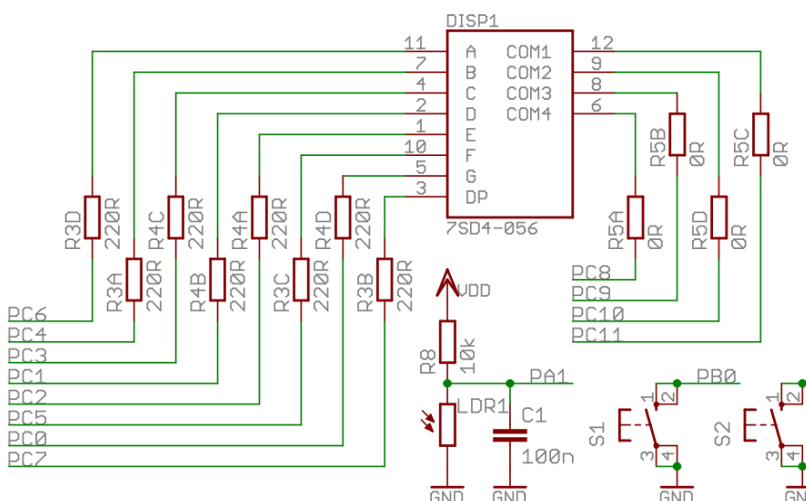 DISP1
11 A COM1 12
7 B COM2 9
4 C COM3 8
2 D COM4 6
1 E
10 F
5 G
3 DP
7SD4-056
R3D 220R
R4C 220R
R4A 220R
R4D 220R
R3A 220R
R4B 220R
R3C 220R
R3B 220R
R5B 0R
R5C 0R
R5A 0R
R5D 0R
PC8
PC9
PC10
PC11
PC6
PC4
PC3
PC1
PC2
PC5
PC0
PC7
VDD
R8 10k
PA1
LDR1
C1
100n
GND
GND
PB0
S1
1 2
3 4
GND
S2
1 2
3 4
GND